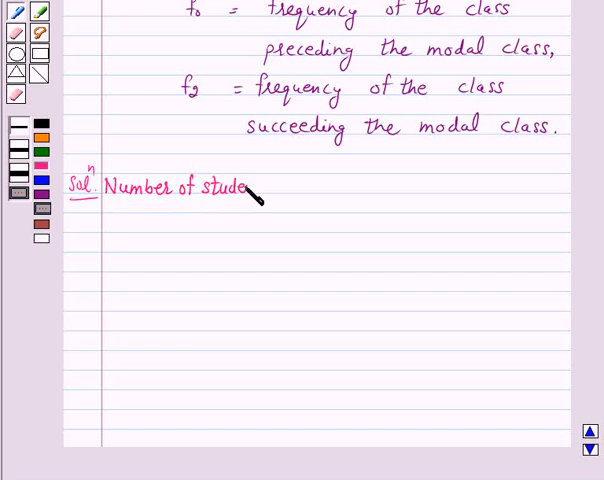 f₀ = frequency of the class
preceding the modal class,
f₂ = frequency of the class
succeeding the modal class.
Solⁿ. Number of stude